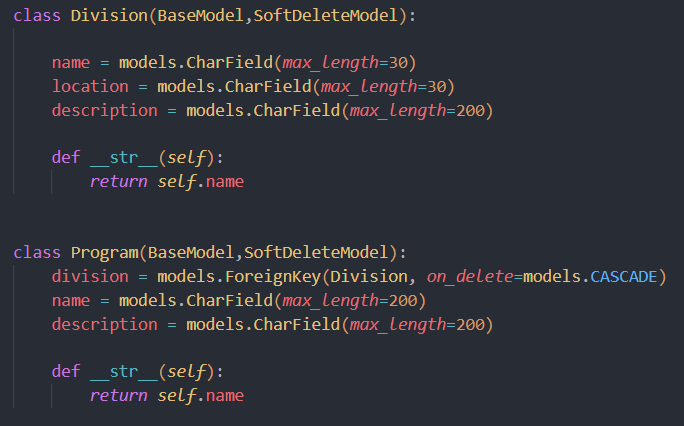 class Division(BaseModel,SoftDeleteModel):
    name = models.CharField(max_length=30)
    location = models.CharField(max_length=30)
    description = models.CharField(max_length=200)
    def __str__(self):
        return self.name
class Program(BaseModel,SoftDeleteModel):
    division = models.ForeignKey(Division, on_delete=models.CASCADE)
    name = models.CharField(max_length=200)
    description = models.CharField(max_length=200)
    def __str__(self):
        return self.name